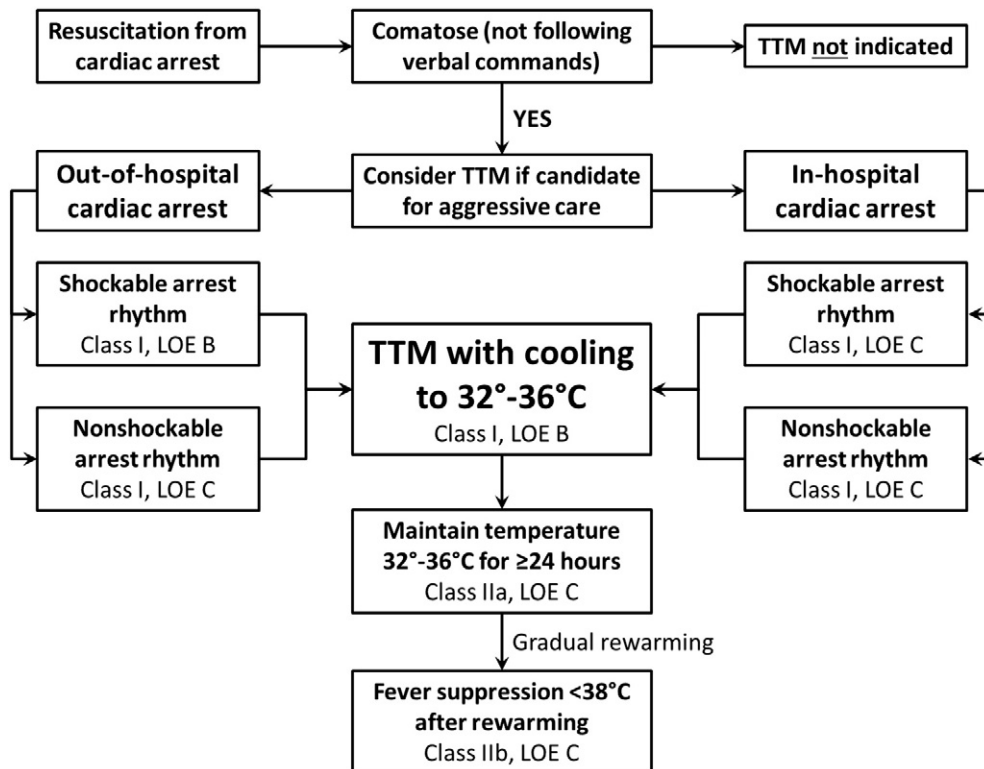 Resuscitation from
cardiac arrest
Comatose (not following
verbal commands)
TTM not indicated
YES
Out-of-hospital
cardiac arrest
Consider TTM if candidate
for aggressive care
In-hospital
cardiac arrest
Shockable arrest
rhythm
Class I, LOE B
Nonshockable
arrest rhythm
Class I, LOE C
TTM with cooling
to 32°-36°C
Class I, LOE B
Shockable arrest
rhythm
Class I, LOE C
Nonshockable
arrest rhythm
Class I, LOE C
Maintain temperature
32°-36°C for ≥24 hours
Class IIa, LOE C
Gradual rewarming
Fever suppression <38°C
after rewarming
Class IIb, LOE C